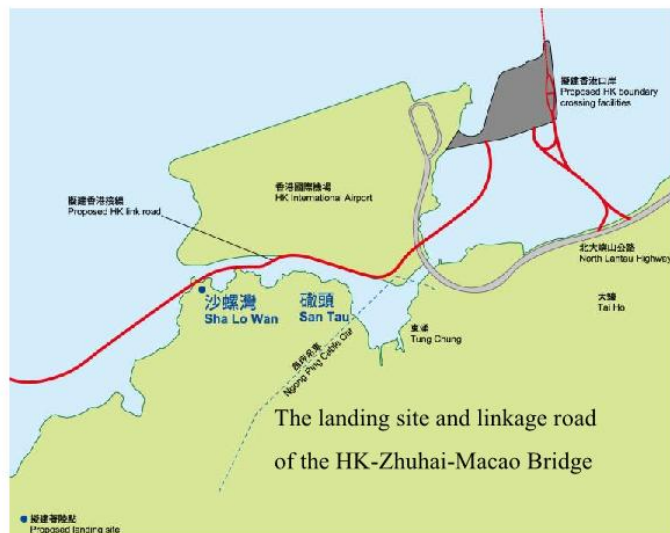 擬建香港口岸
Proposed HK boundary
crossing facilities
香港國際機場
HK International Airport
擬建香港接線
Proposed HK link road
北大嶼山公路
North Lantau Highway
大蠔
Tai Ho
沙螺灣
Sha Lo Wan
䃟頭
San Tau
東涌
Tung Chung
昂坪吊車
Ngong Ping Cable Car
The landing site and linkage road
of the HK-Zhuhai-Macao Bridge
擬建著陸點
Proposed landing site